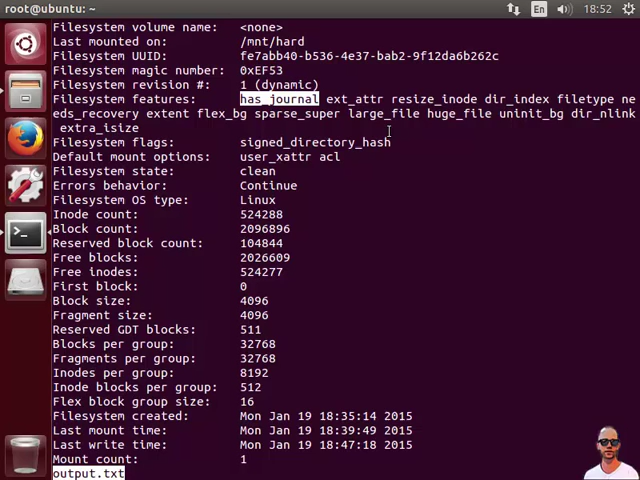 root@ubuntu: ~
En
18:52
Filesystem volume name:   <none>
Last mounted on:          /mnt/hard
Filesystem UUID:          fe7abb40-b536-4e37-bab2-9f12da6b262c
Filesystem magic number:  0xEF53
Filesystem revision #:    1 (dynamic)
Filesystem features:      has_journal ext_attr resize_inode dir_index filetype ne
eds_recovery extent flex_bg sparse_super large_file huge_file uninit_bg dir_nlink
 extra_isize
Filesystem flags:         signed_directory_hash
Default mount options:    user_xattr acl
Filesystem state:         clean
Errors behavior:          Continue
Filesystem OS type:       Linux
Inode count:              524288
Block count:              2096896
Reserved block count:     104844
Free blocks:              2026609
Free inodes:              524277
First block:              0
Block size:               4096
Fragment size:            4096
Reserved GDT blocks:      511
Blocks per group:         32768
Fragments per group:      32768
Inodes per group:         8192
Inode blocks per group:   512
Flex block group size:    16
Filesystem created:       Mon Jan 19 18:35:14 2015
Last mount time:          Mon Jan 19 18:39:49 2015
Last write time:          Mon Jan 19 18:47:18 2015
Mount count:              1
output.txt